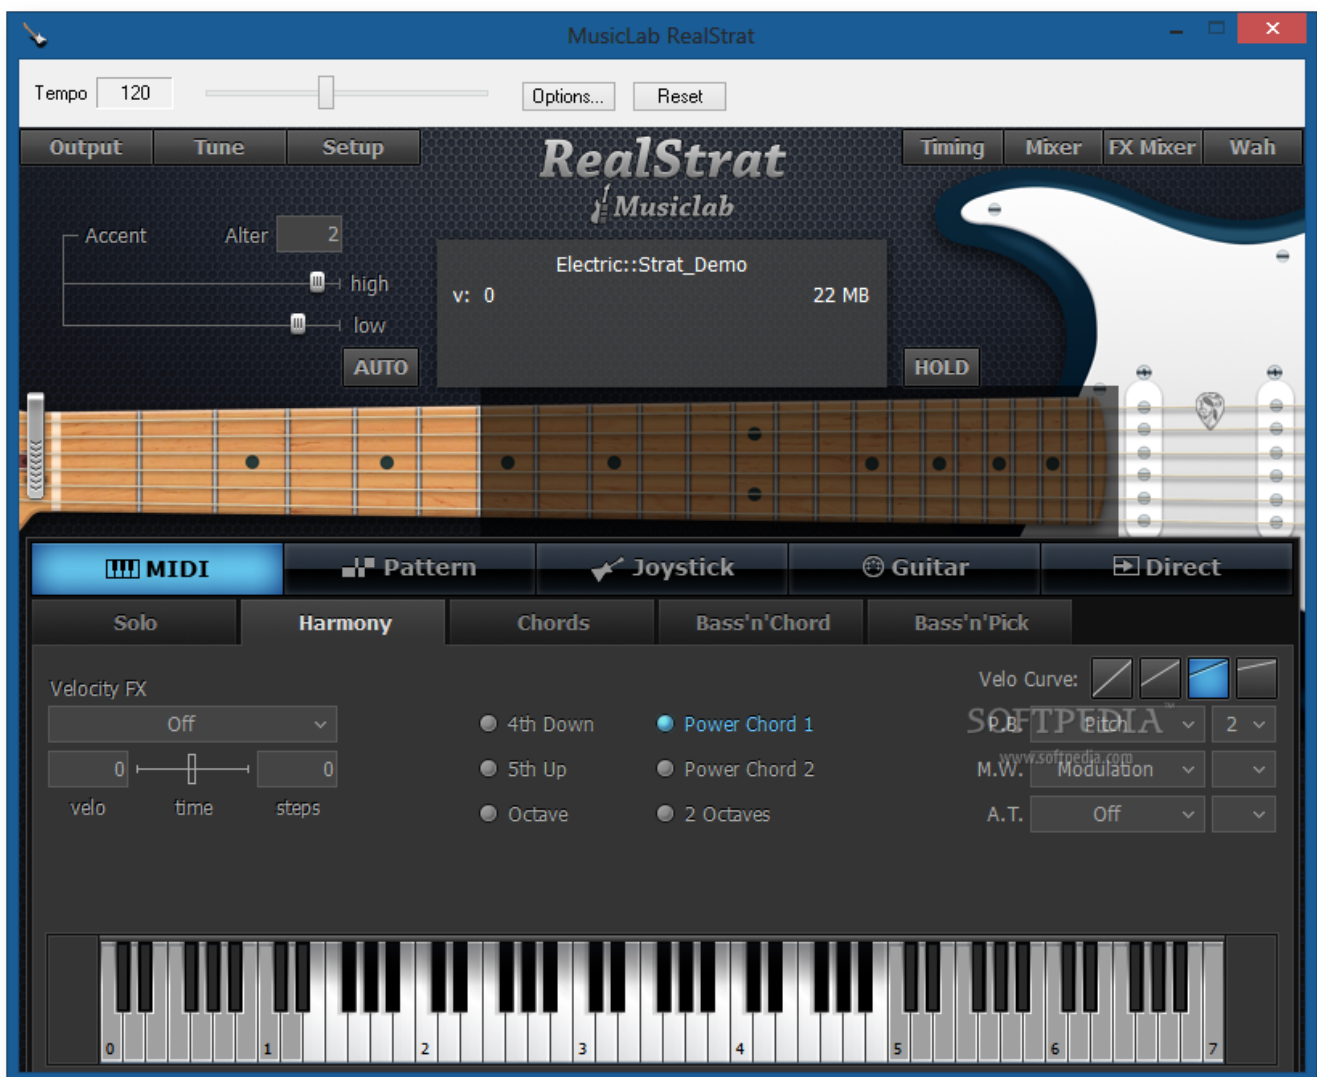 MusicLab RealStrat
Tempo 120 Options... Reset
Output Tune Setup
RealStrat
Musiclab
Timing Mixer FX Mixer Wah
Accent Alter 2
high
low
AUTO
Electric::Strat_Demo
v: 0 22 MB
HOLD
MIDI Pattern Joystick Guitar Direct
Solo Harmony Chords Bass'n'Chord Bass'n'Pick
Velocity FX
Off
0 0
velo time steps
4th Down Power Chord 1
5th Up Power Chord 2
Octave 2 Octaves
Velo Curve:
P.B. Pitch 2
SOFTPEDIA™
www.softpedia.com
M.W. Modulation
A.T. Off
0 1 2 3 4 5 6 7